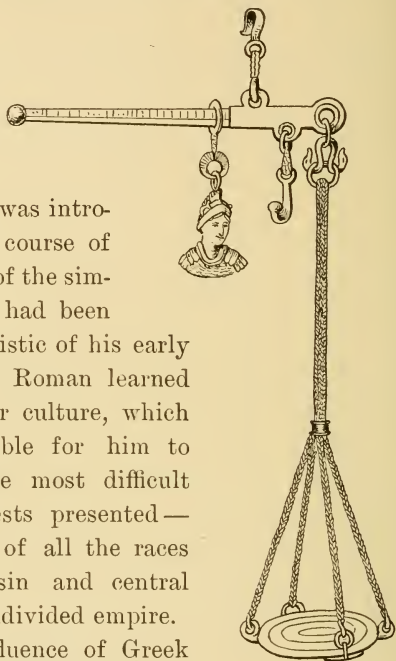 was intro-
course of
of the sim-
had been
istic of his early
Roman learned
r culture, which
ble for him to
e most difficult
ests presented—
of all the races
sin and central
divided empire.
luence of Greek